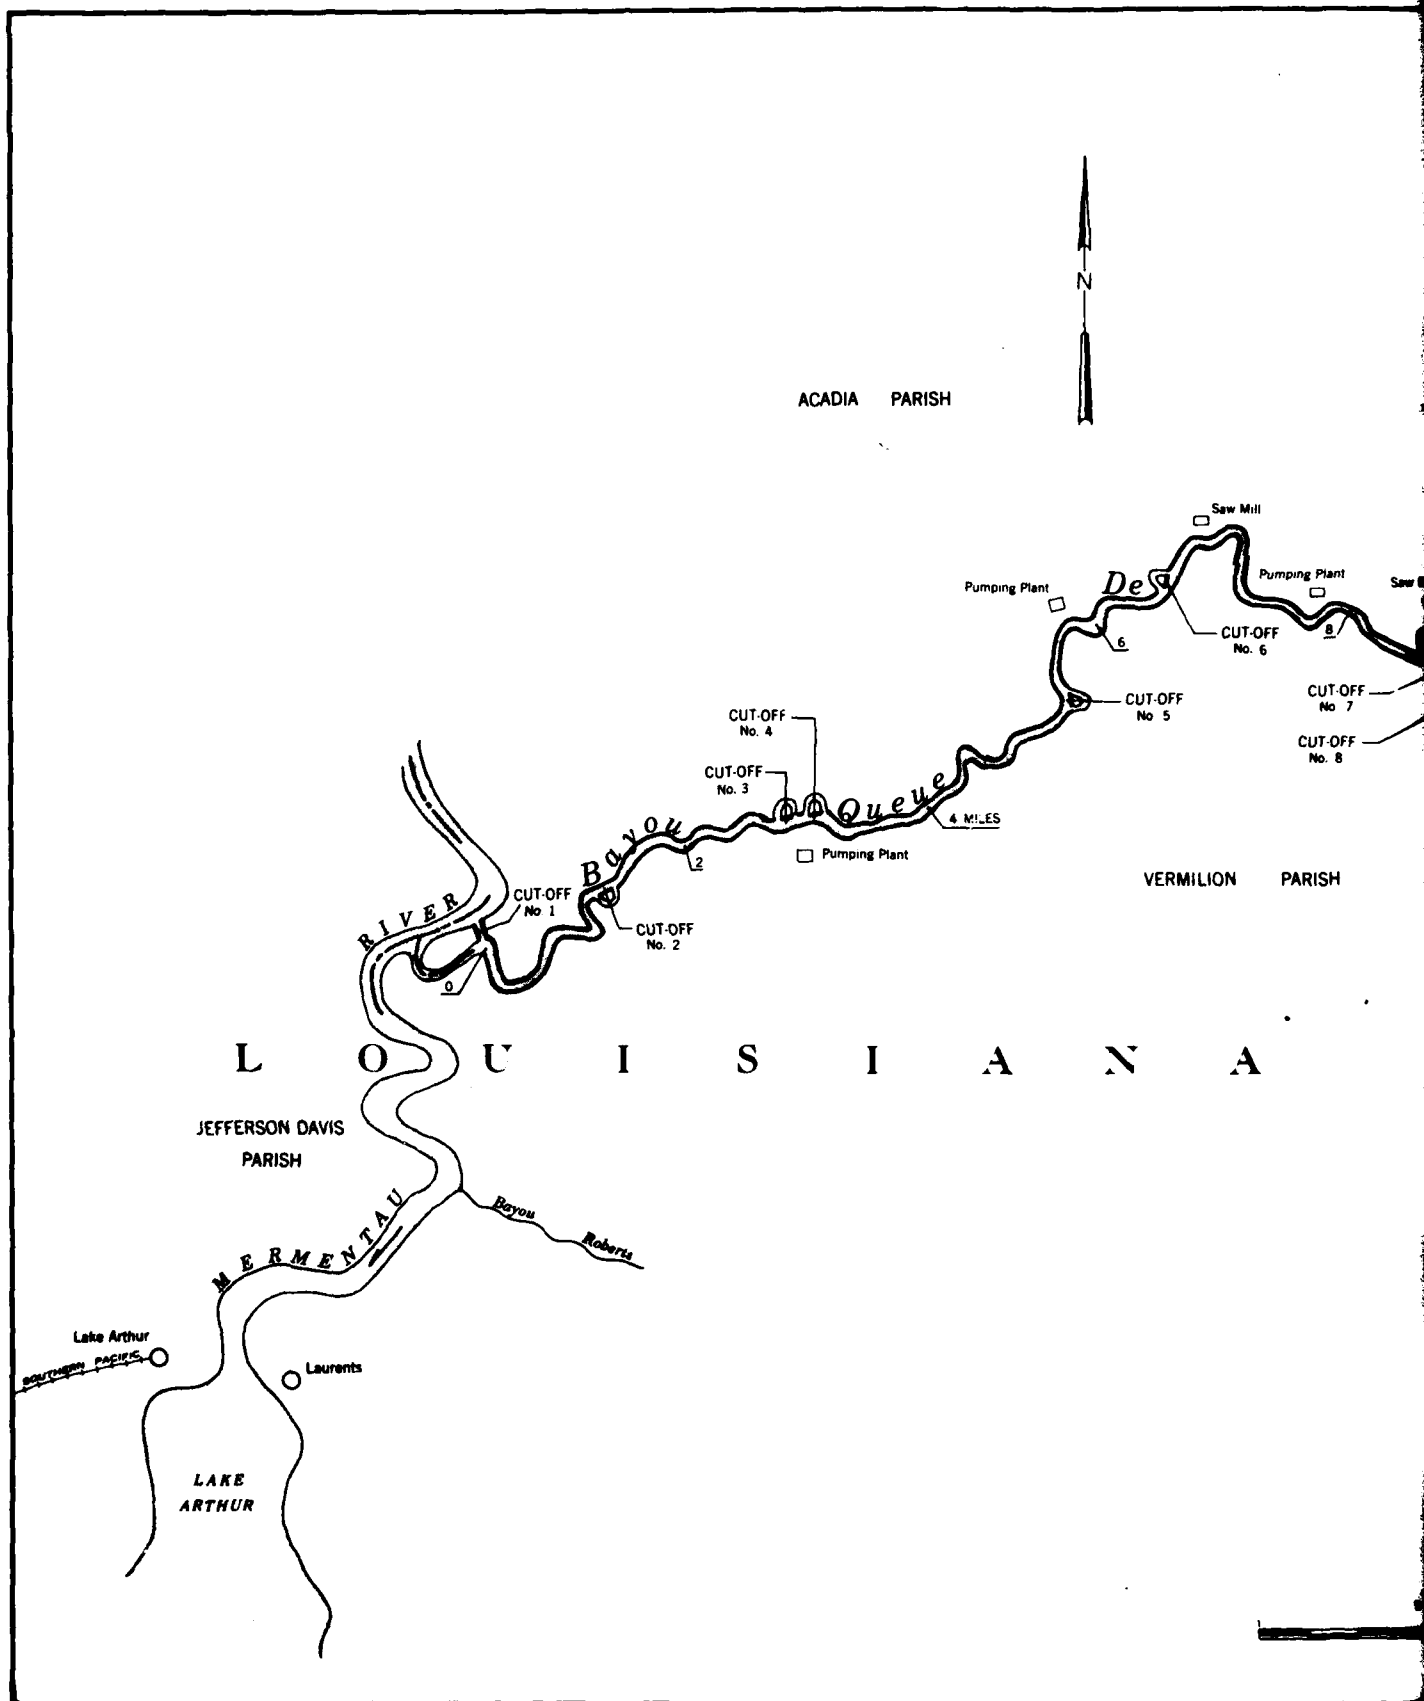 N
ACADIA PARISH
Saw Mill
Pumping Plant
De
Pumping Plant
Saw
6
CUT-OFF
No. 6
8
CUT-OFF
No 7
CUT-OFF
No 5
CUT-OFF
No. 8
CUT-OFF
No. 4
CUT-OFF
No. 3
Queue
4 MILES
Bayou
2
Pumping Plant
VERMILION PARISH
RIVER
CUT-OFF
No 1
CUT-OFF
No. 2
0
LOUISIANA
JEFFERSON DAVIS
PARISH
MERMENTAU
Bayou
Roberts
Lake Arthur
SOUTHERN PACIFIC
Laurents
LAKE
ARTHUR